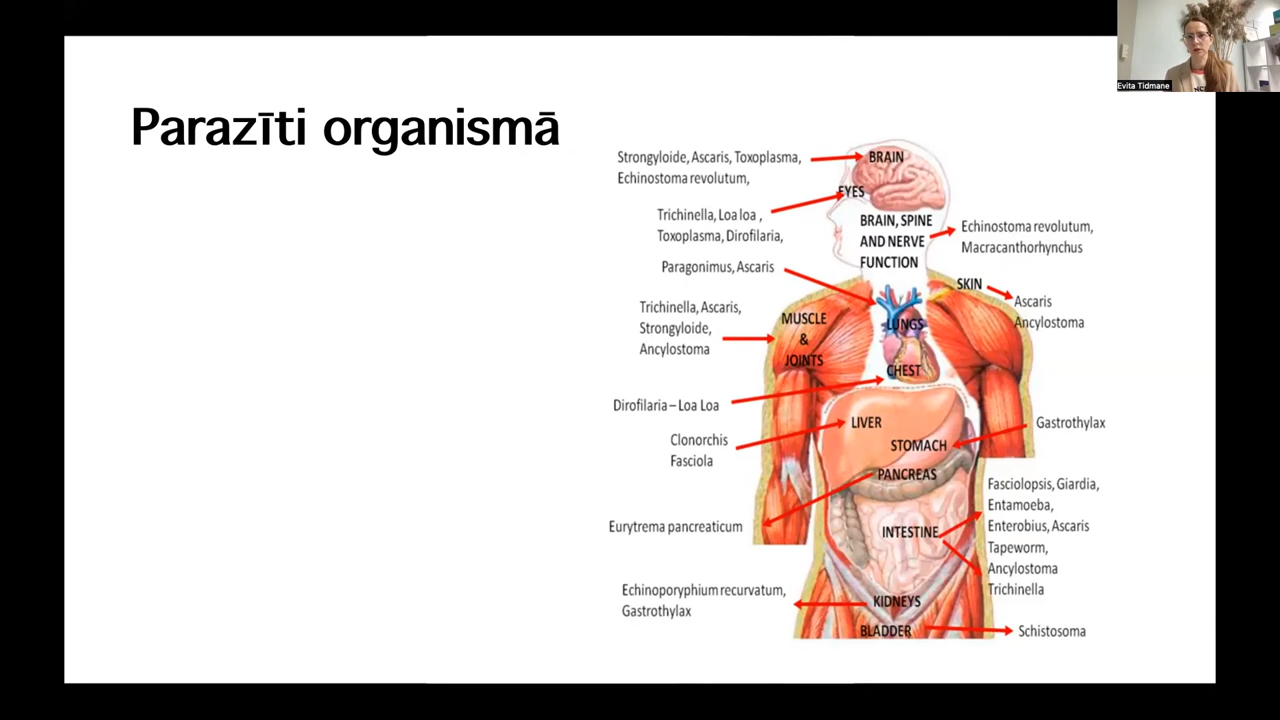 Evita Tidmane
Parazīti organismā
Strongyloide, Ascaris, Toxoplasma,
Echinostoma revolutum,
BRAIN
EYES
Trichinella, Loa loa ,
Toxoplasma, Dirofilaria,
BRAIN, SPINE
AND NERVE
FUNCTION
Echinostoma revolutum,
Macracanthorhynchus
Paragonimus, Ascaris
SKIN
Ascaris
Ancylostoma
Trichinella, Ascaris,
Strongyloide,
Ancylostoma
MUSCLE
&
JOINTS
LUNGS
CHEST
Dirofilaria – Loa Loa
LIVER
Clonorchis
Fasciola
STOMACH
Gastrothylax
PANCREAS
Eurytrema pancreaticum
INTESTINE
Fasciolopsis, Giardia,
Entamoeba,
Enterobius, Ascaris
Tapeworm,
Ancylostoma
Trichinella
Echinoporyphium recurvatum,
Gastrothylax
KIDNEYS
BLADDER
Schistosoma